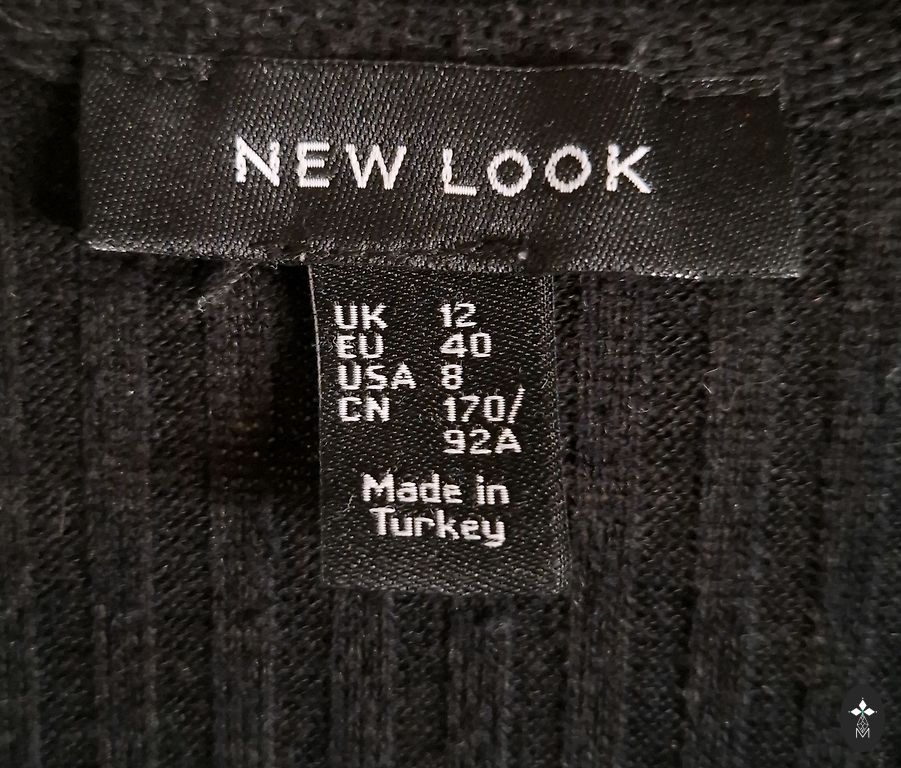 NEW LOOK
UK 12
EU 40
USA 8
CN 170/
92A
Made in
Turkey